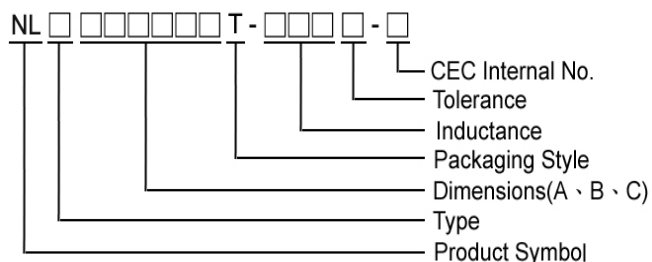 NL□ □□□□□□T-□□□□-□
CEC Internal No.
Tolerance
Inductance
Packaging Style
Dimensions(A、B、C)
Type
Product Symbol